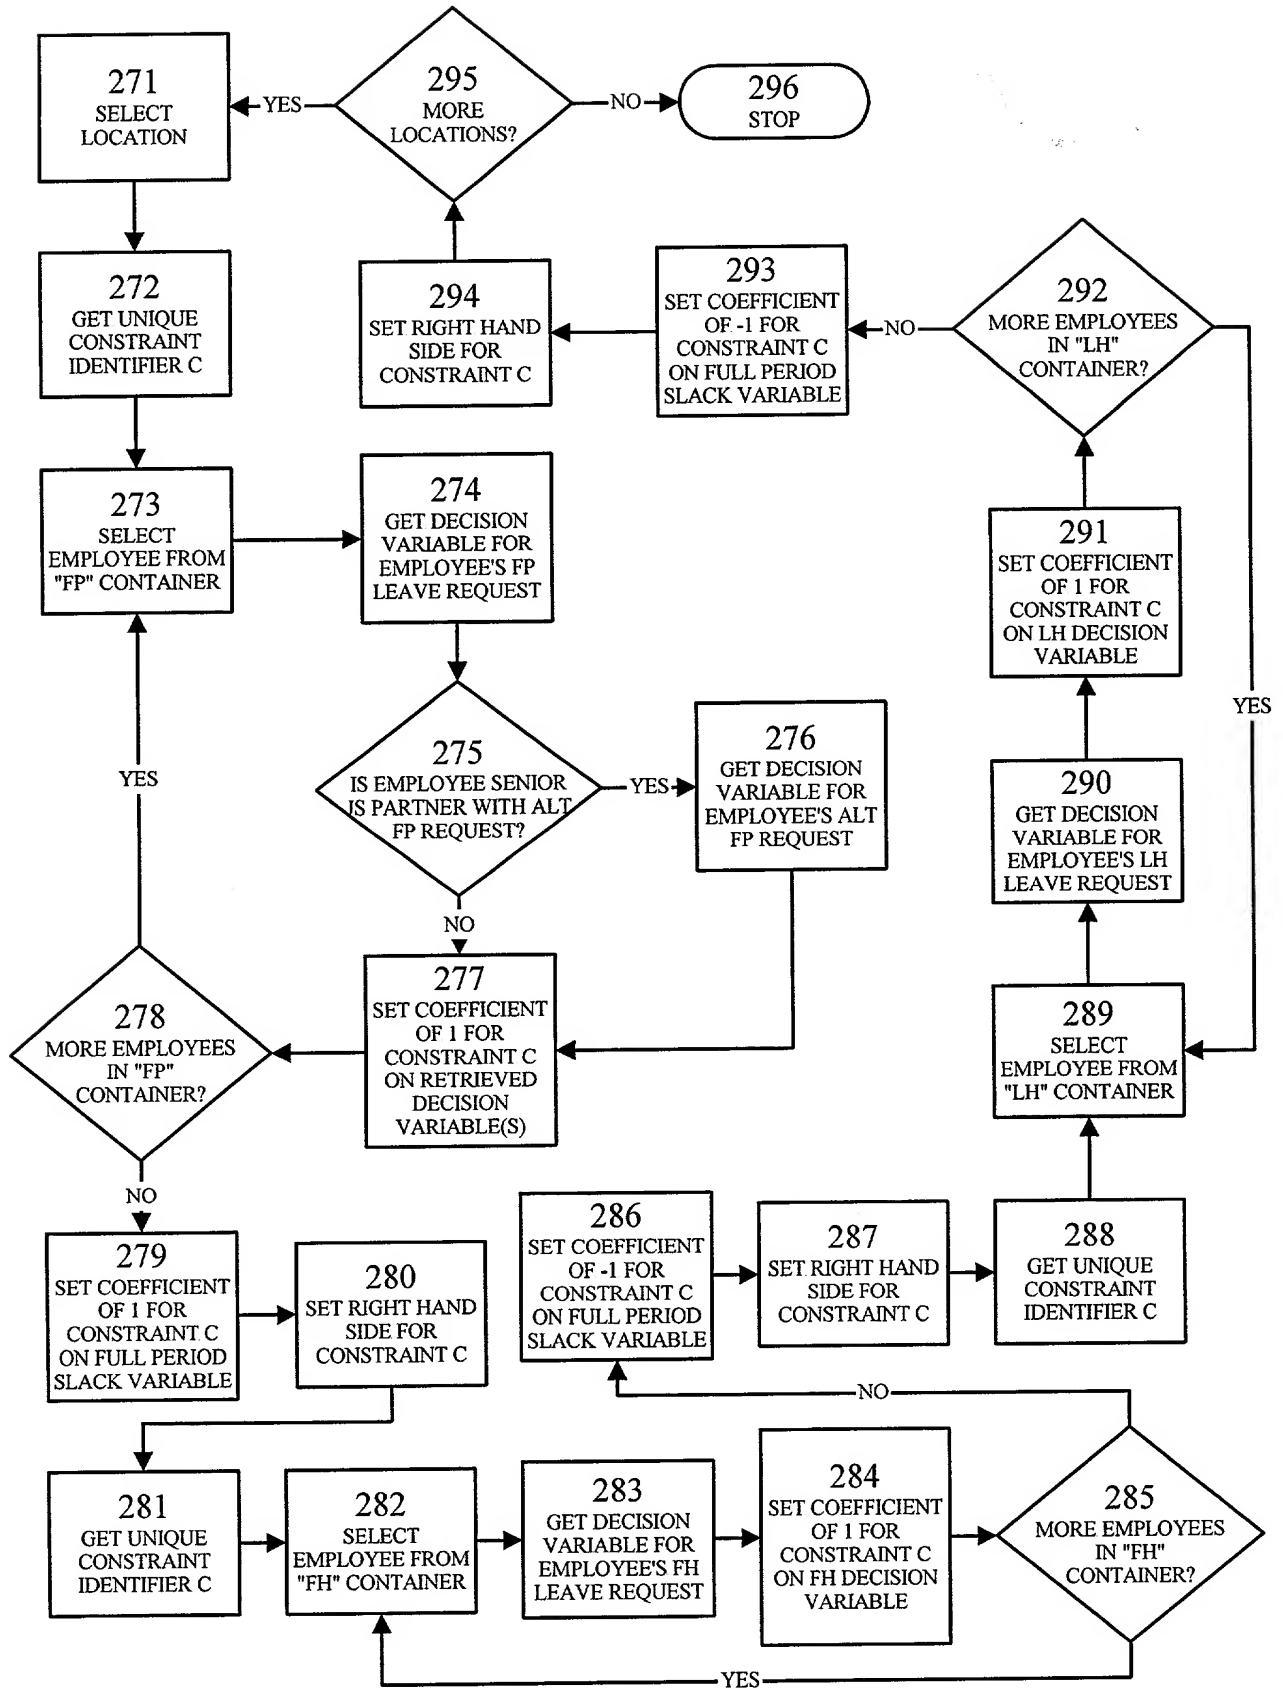 271
SELECT
LOCATION
YES
295
MORE
LOCATIONS?
NO
296
STOP
272
GET UNIQUE
CONSTRAINT
IDENTIFIER C
294
SET RIGHT HAND
SIDE FOR
CONSTRAINT C
293
SET COEFFICIENT
OF -1 FOR
CONSTRAINT C
ON FULL PERIOD
SLACK VARIABLE
NO
292
MORE EMPLOYEES
IN "LH"
CONTAINER?
273
SELECT
EMPLOYEE FROM
"FP" CONTAINER
274
GET DECISION
VARIABLE FOR
EMPLOYEE'S FP
LEAVE REQUEST
291
SET COEFFICIENT
OF 1 FOR
CONSTRAINT C
ON LH DECISION
VARIABLE
YES
YES
275
IS EMPLOYEE SENIOR
IS PARTNER WITH ALT
FP REQUEST?
YES
276
GET DECISION
VARIABLE FOR
EMPLOYEE'S ALT
FP REQUEST
290
GET DECISION
VARIABLE FOR
EMPLOYEE'S LH
LEAVE REQUEST
NO
278
MORE EMPLOYEES
IN "FP"
CONTAINER?
277
SET COEFFICIENT
OF 1 FOR
CONSTRAINT C
ON RETRIEVED
DECISION
VARIABLE(S)
289
SELECT
EMPLOYEE FROM
"LH" CONTAINER
NO
279
SET COEFFICIENT
OF 1 FOR
CONSTRAINT C
ON FULL PERIOD
SLACK VARIABLE
280
SET RIGHT HAND
SIDE FOR
CONSTRAINT C
286
SET COEFFICIENT
OF -1 FOR
CONSTRAINT C
ON FULL PERIOD
SLACK VARIABLE
287
SET RIGHT HAND
SIDE FOR
CONSTRAINT C
288
GET UNIQUE
CONSTRAINT
IDENTIFIER C
NO
281
GET UNIQUE
CONSTRAINT
IDENTIFIER C
282
SELECT
EMPLOYEE FROM
"FH" CONTAINER
283
GET DECISION
VARIABLE FOR
EMPLOYEE'S FH
LEAVE REQUEST
284
SET COEFFICIENT
OF 1 FOR
CONSTRAINT C
ON FH DECISION
VARIABLE
285
MORE EMPLOYEES
IN "FH"
CONTAINER?
YES